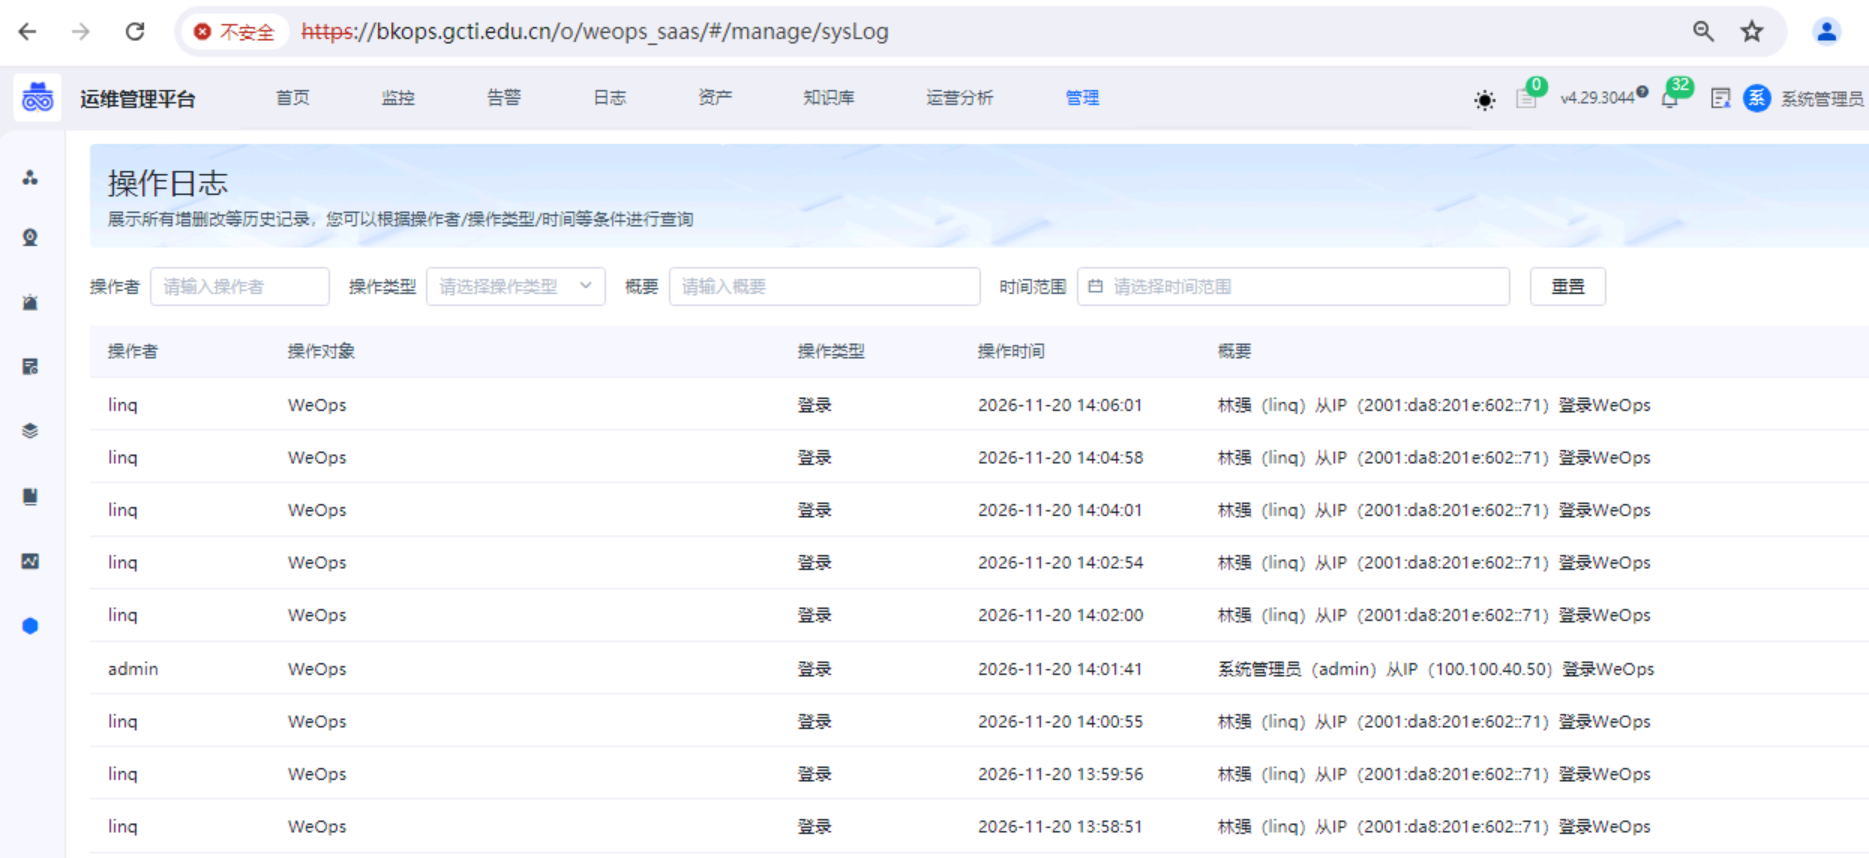 不安全 https://bkops.gcti.edu.cn/o/weops_saas/#/manage/sysLog
运维管理平台 首页 监控 告警 日志 资产 知识库 运营分析 管理 0 v4.29.3044 32 系 系统管理员
操作日志
展示所有增删改等历史记录，您可以根据操作者/操作类型/时间等条件进行查询
操作者 请输入操作者 操作类型 请选择操作类型 概要 请输入概要 时间范围 请选择时间范围 重置
操作者 操作对象 操作类型 操作时间 概要
linq WeOps 登录 2026-11-20 14:06:01 林强（linq）从IP（2001:da8:201e:602::71）登录WeOps
linq WeOps 登录 2026-11-20 14:04:58 林强（linq）从IP（2001:da8:201e:602::71）登录WeOps
linq WeOps 登录 2026-11-20 14:04:01 林强（linq）从IP（2001:da8:201e:602::71）登录WeOps
linq WeOps 登录 2026-11-20 14:02:54 林强（linq）从IP（2001:da8:201e:602::71）登录WeOps
linq WeOps 登录 2026-11-20 14:02:00 林强（linq）从IP（2001:da8:201e:602::71）登录WeOps
admin WeOps 登录 2026-11-20 14:01:41 系统管理员（admin）从IP（100.100.40.50）登录WeOps
linq WeOps 登录 2026-11-20 14:00:55 林强（linq）从IP（2001:da8:201e:602::71）登录WeOps
linq WeOps 登录 2026-11-20 13:59:56 林强（linq）从IP（2001:da8:201e:602::71）登录WeOps
linq WeOps 登录 2026-11-20 13:58:51 林强（linq）从IP（2001:da8:201e:602::71）登录WeOps